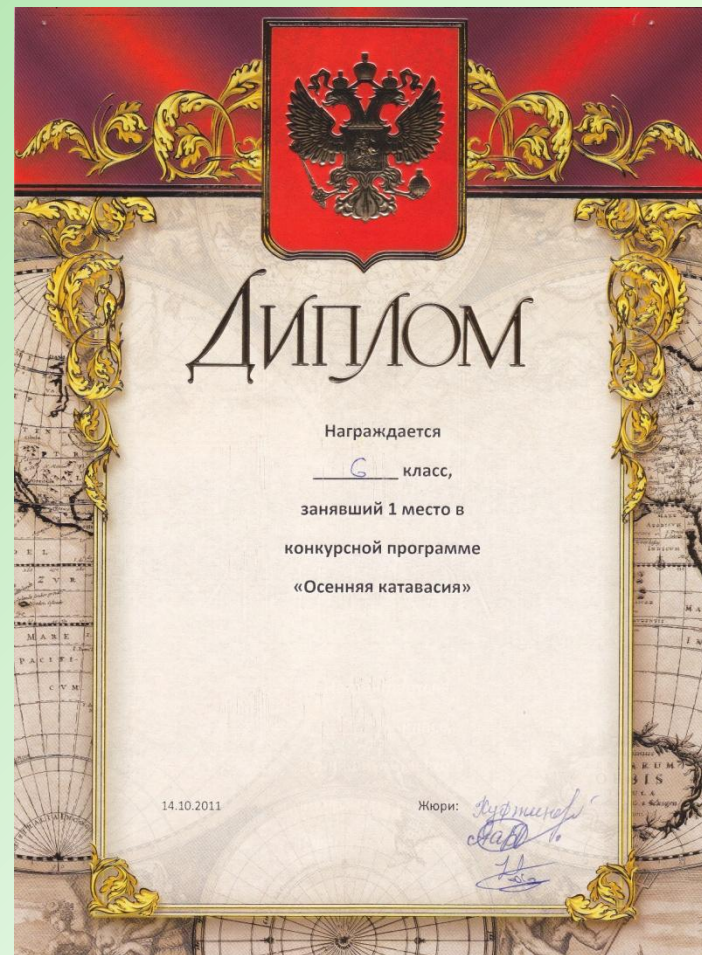 Диплом
Награждается
6 класс,
занявший 1 место в
конкурсной программе
«Осенняя катавасия»
14.10.2011
Жюри: